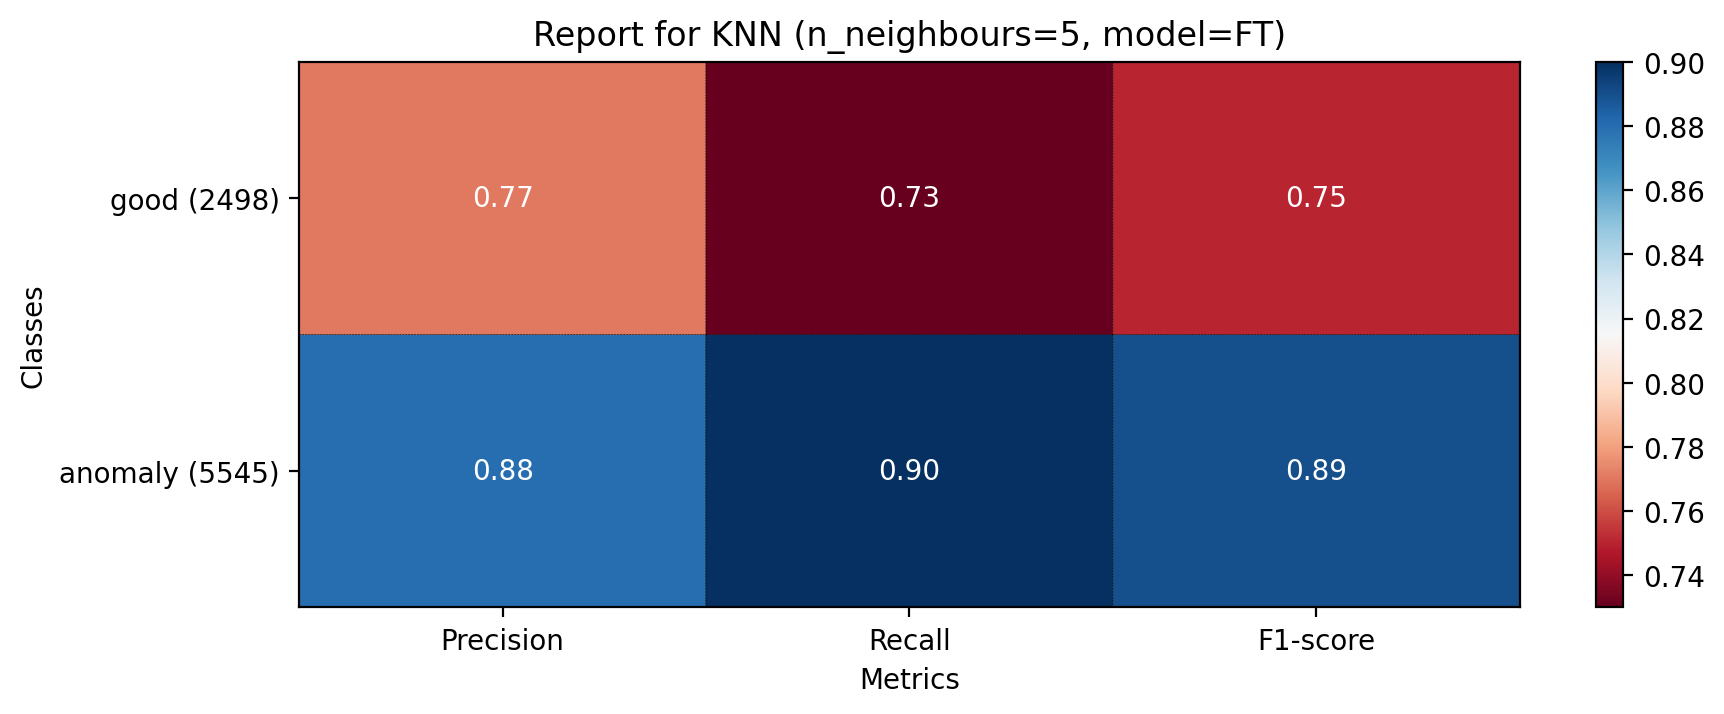 Report for KNN (n_neighbours=5, model=FT)
Classes
good (2498)
0.77 0.73 0.75
anomaly (5545)
0.88 0.90 0.89
Precision Recall F1-score
Metrics
0.90
0.88
0.86
0.84
0.82
0.80
0.78
0.76
0.74